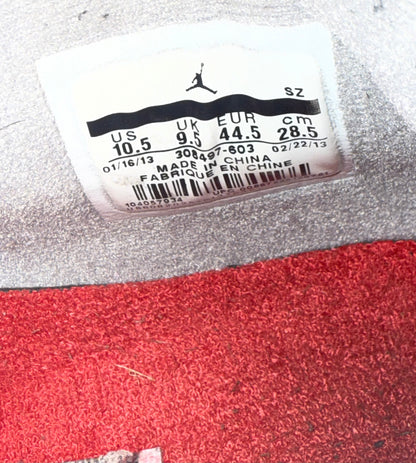 SZ
US UK EUR cm
10.5 9.5 44.5 28.5
01/16/13 308497-603 02/22/13
MADE IN CHINA
FABRIQUE EN CHINE
104057934